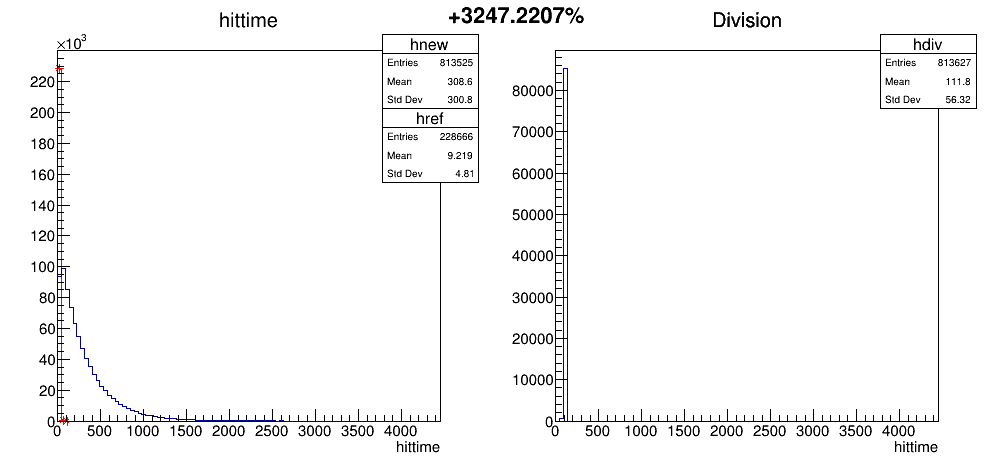 +3247.2207%
hittime
×10³
hnew
Entries 813525
Mean 308.6
Std Dev 300.8
href
Entries 228666
Mean 9.219
Std Dev 4.81
220
200
180
160
140
120
100
80
60
40
20
0
0 500 1000 1500 2000 2500 3000 3500 4000
hittime
Division
hdiv
Entries 813627
Mean 111.8
Std Dev 56.32
80000
70000
60000
50000
40000
30000
20000
10000
0
0 500 1000 1500 2000 2500 3000 3500 4000
hittime